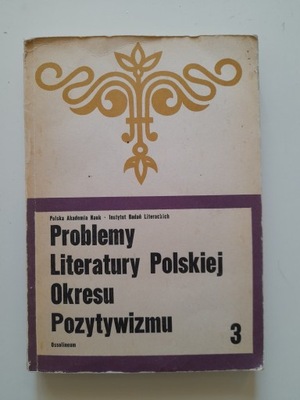 Polska Akademia Nauk · Instytut Badań Literackich
Problemy
Literatury Polskiej
Okresu
Pozytywizmu
3
Ossolineum